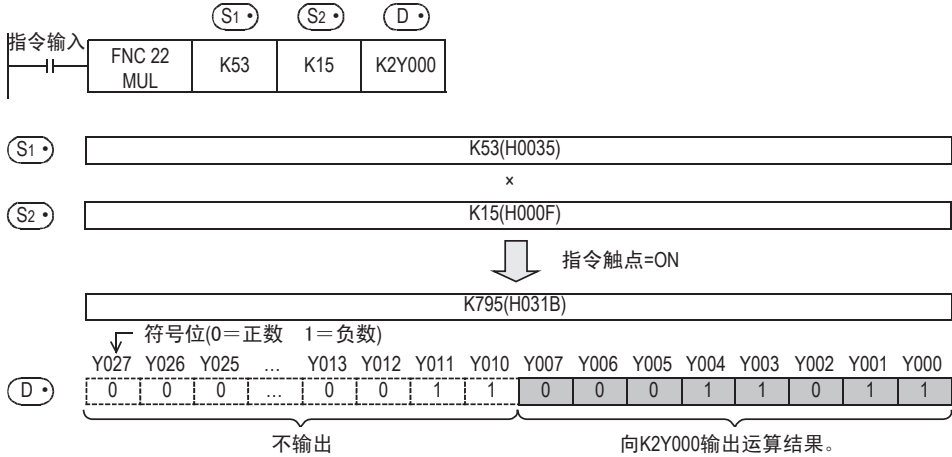 S1· S2· D·
指令输入
FNC 22 MUL K53 K15 K2Y000
S1· K53(H0035)
×
S2· K15(H000F)
指令触点=ON
K795(H031B)
符号位(0=正数 1=负数)
Y027 Y026 Y025 … Y013 Y012 Y011 Y010 Y007 Y006 Y005 Y004 Y003 Y002 Y001 Y000
D· 0 0 0 … 0 0 1 1 0 0 0 1 1 0 1 1
不输出 向K2Y000输出运算结果。